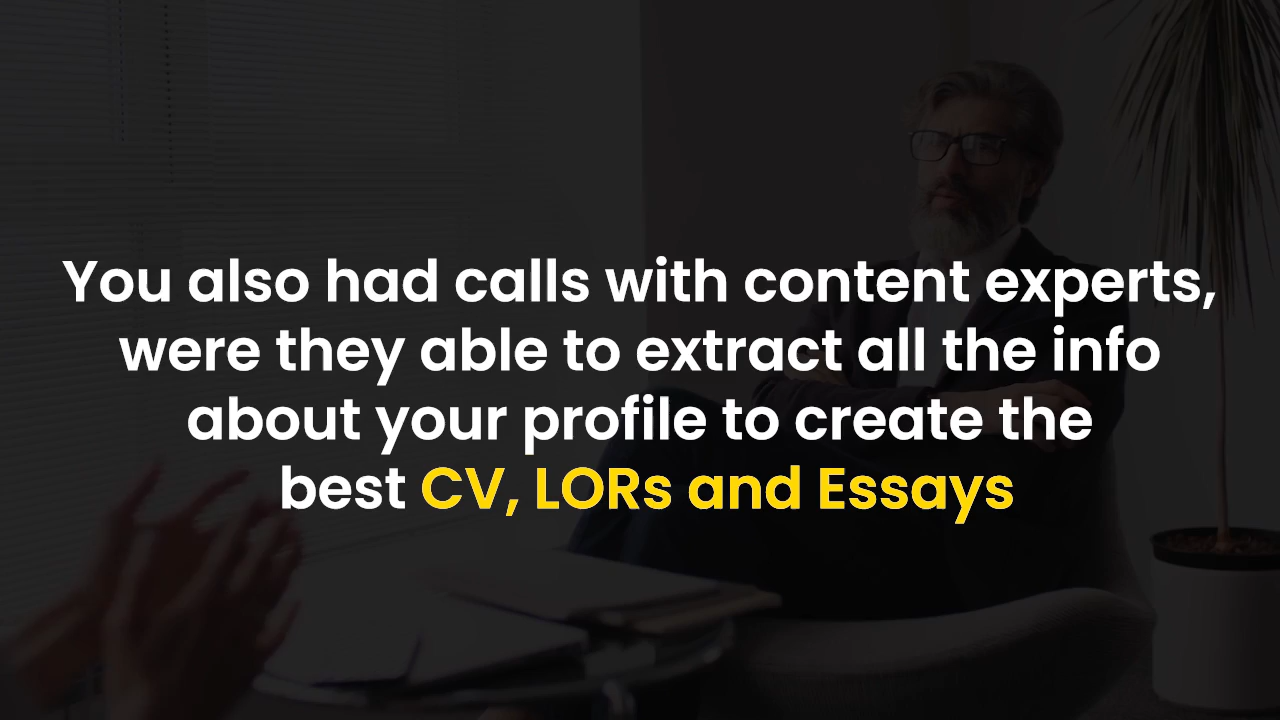 You also had calls with content experts,
were they able to extract all the info
about your profile to create the
best CV, LORs and Essays